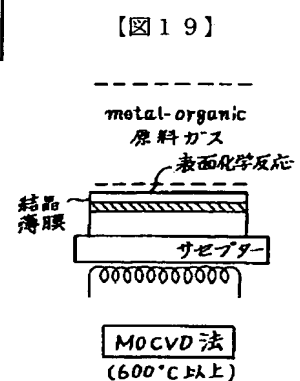 【図19】
metal-organic
原料ガス
表面化学反応
結晶
薄膜
サセプター
MOCVD法
(600°C以上)